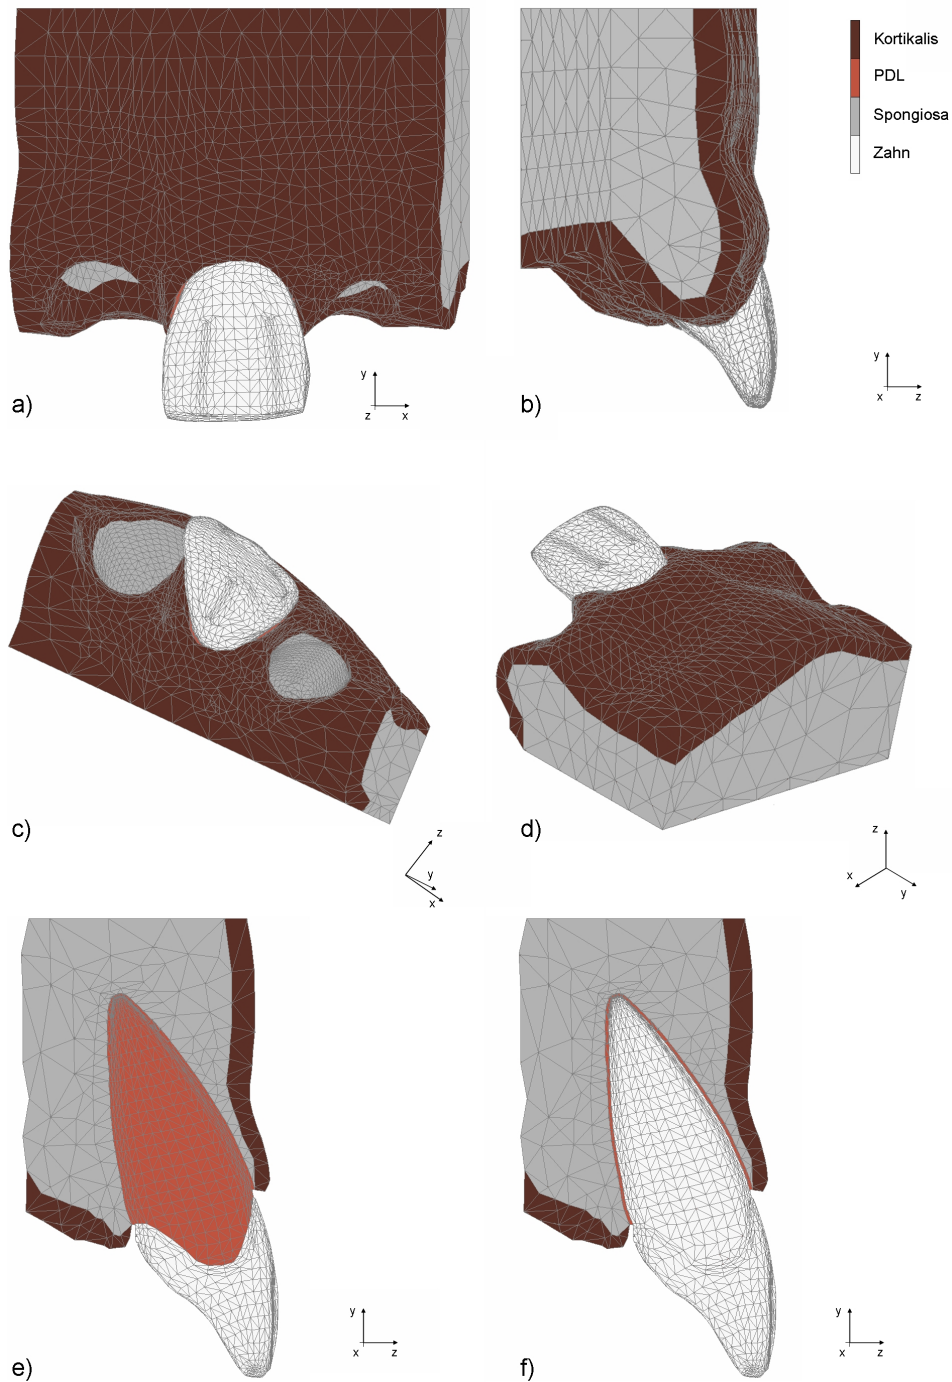 Kortikalis
PDL
Spongiosa
Zahn
y
z
x
a)
y
x
z
b)
c)
z
y
x
d)
z
x
y
e)
y
x
z
f)
y
x
z